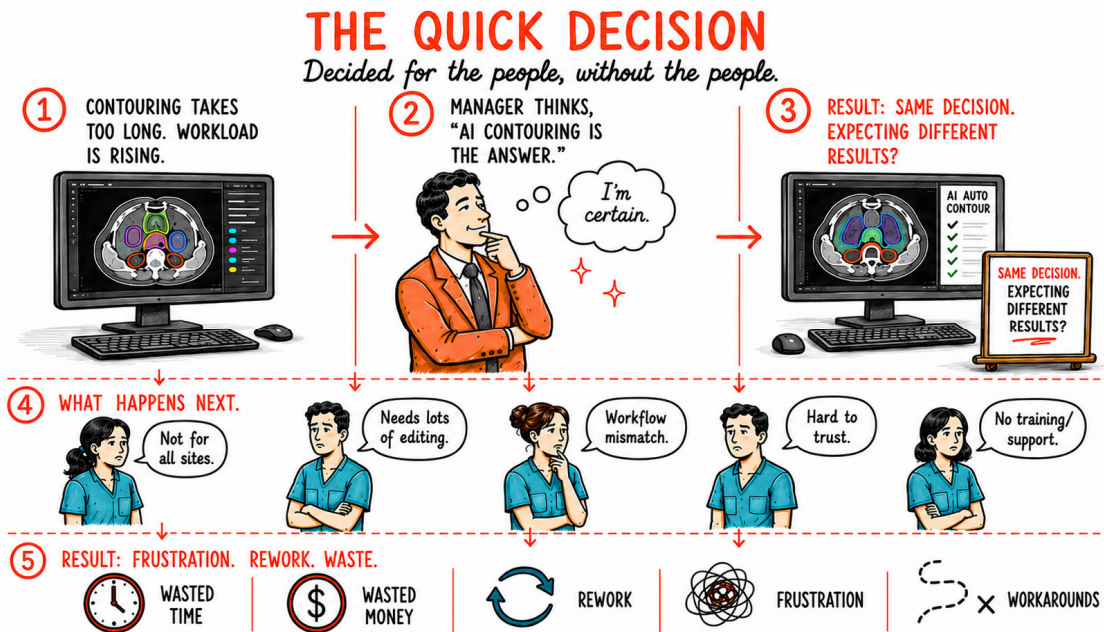 THE QUICK DECISION
Decided for the people, without the people.
1
CONTOURING TAKES
TOO LONG. WORKLOAD
IS RISING.
2
MANAGER THINKS,
"AI CONTOURING IS
THE ANSWER."
I'm
certain.
3
RESULT: SAME DECISION.
EXPECTING DIFFERENT
RESULTS?
AI AUTO
CONTOUR
SAME DECISION.
EXPECTING
DIFFERENT
RESULTS?
4
WHAT HAPPENS NEXT.
Not for
all sites.
Needs lots
of editing.
Workflow
mismatch.
Hard to
trust.
No training/
support.
5
RESULT: FRUSTRATION. REWORK. WASTE.
WASTED
TIME
$
WASTED
MONEY
REWORK
FRUSTRATION
WORKAROUNDS